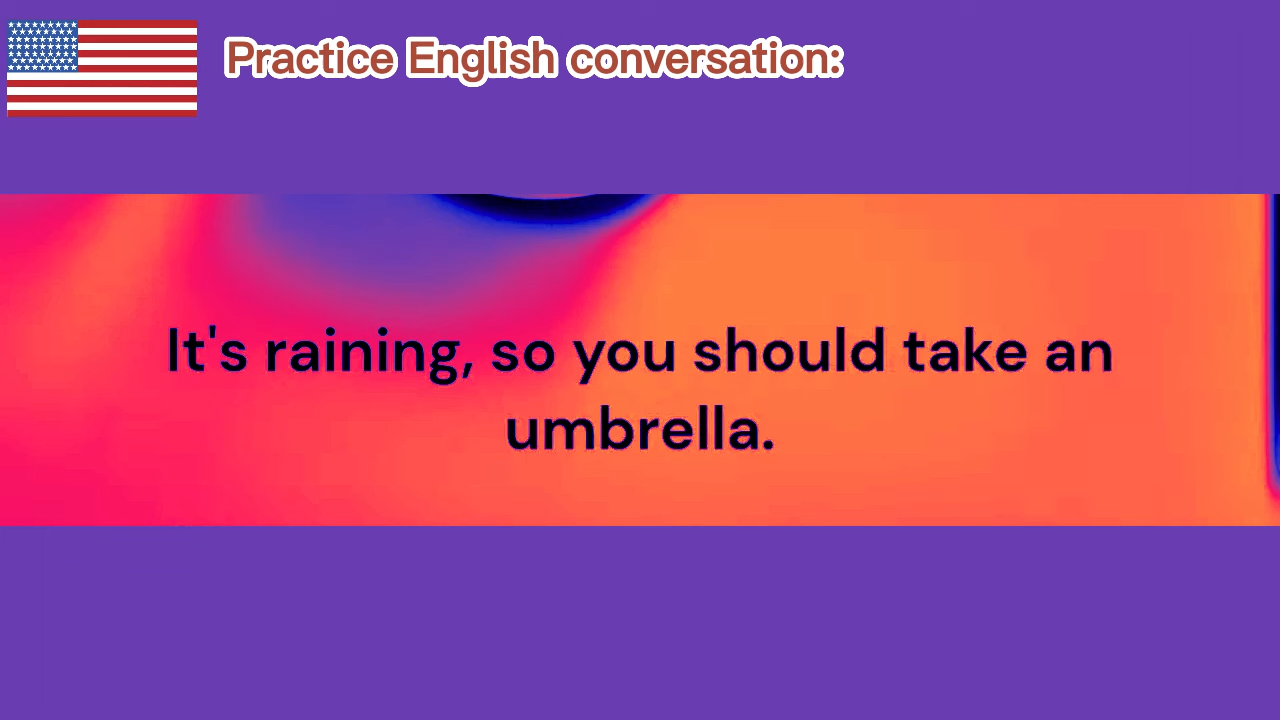 Practice English conversation:
It's raining, so you should take an
umbrella.